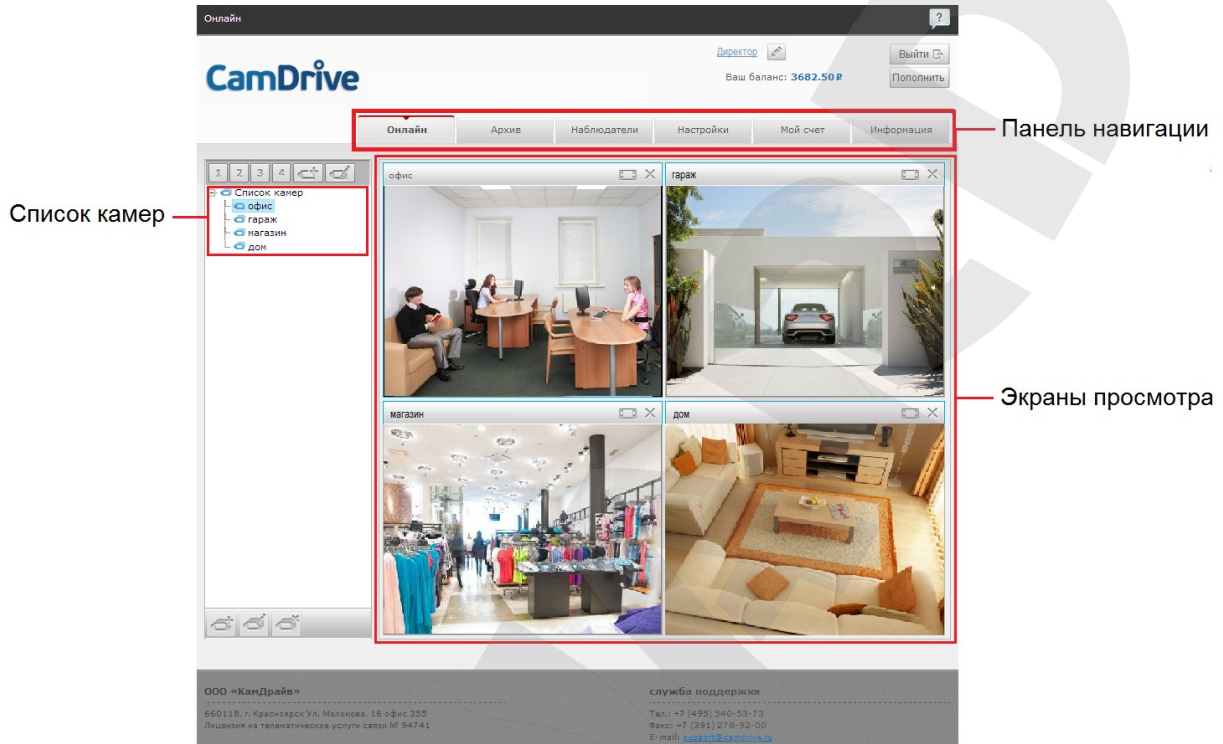 Онлайн
?
Директор
Выйти
CamDrive
Ваш баланс: 3682.50₽
Пополнить
Онлайн Архив Наблюдатели Настройки Мой счет Информация
Панель навигации
1 2 3 4
офис
гараж
Список камер
Список камер
офис
гараж
магазин
дом
Экраны просмотра
магазин
дом
ООО «КамДрайв»
служба поддержки
660118, г. Красноярск Ул. Молокова, 16 офис 355
Лицензия на телематические услуги связи № 94741
Тел.: +7 (495) 540-53-73
Факс: +7 (391) 278-92-00
E-mail: support@camdrive.ru